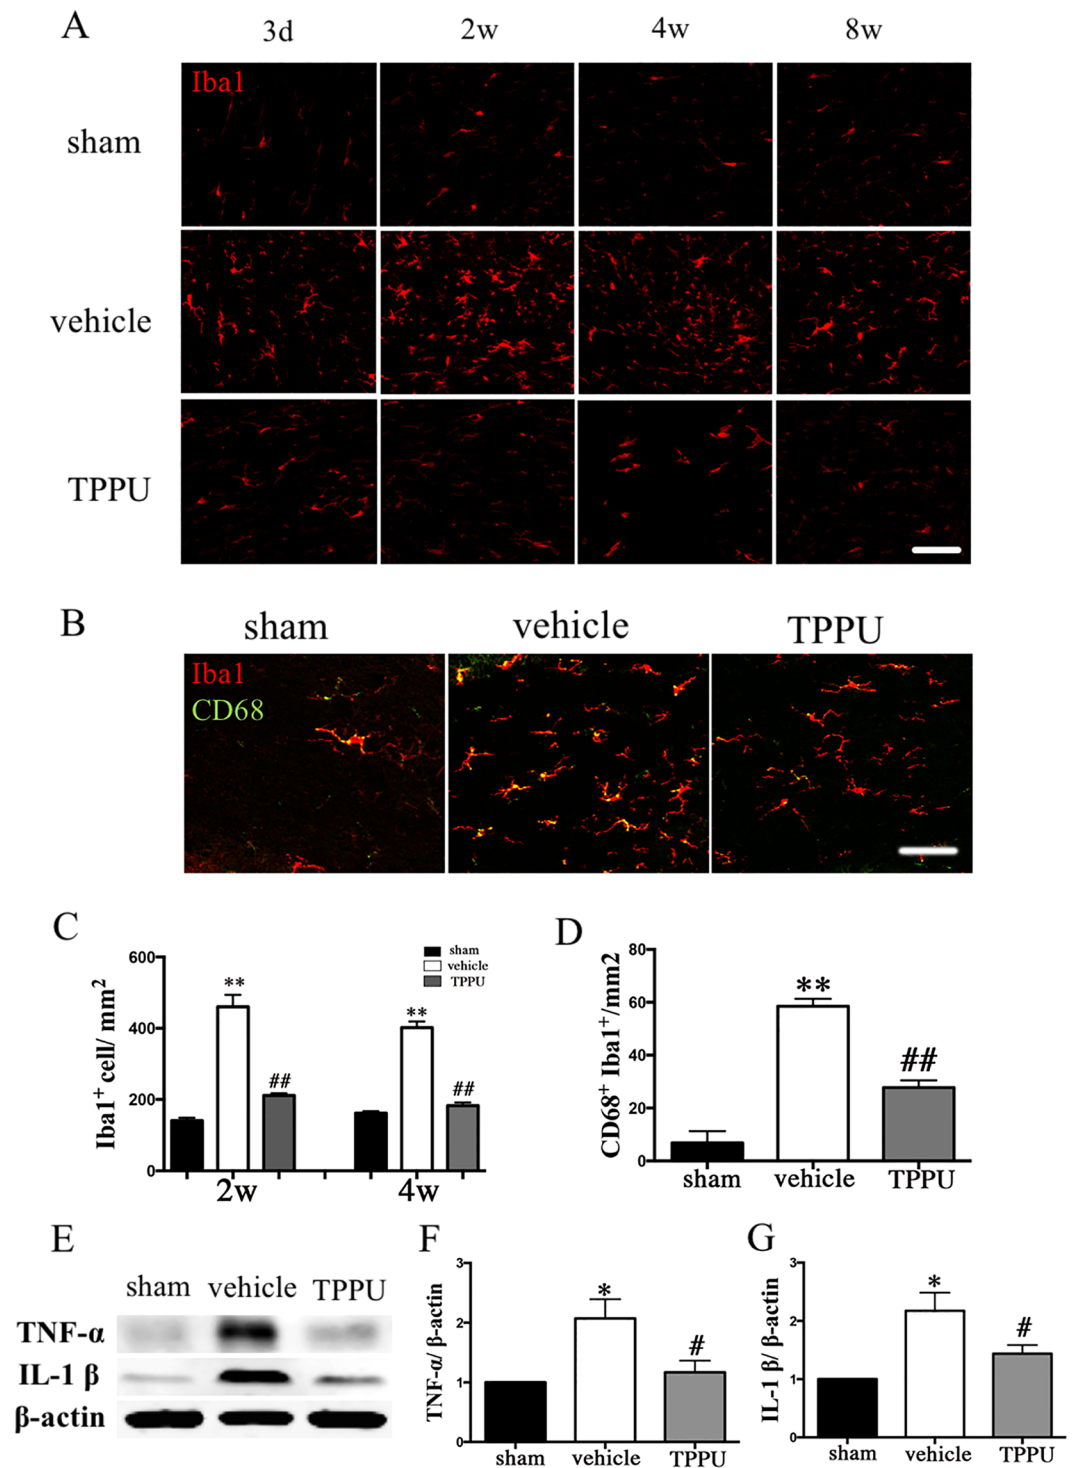 A
3d 2w 4w 8w
Iba1
sham
vehicle
TPPU
B
sham vehicle TPPU
Iba1
CD68
C
600
400
200
0
Iba1+ cell/ mm2
sham
vehicle
TPPU
**
##
**
##
2w 4w
D
80
60
40
20
0
CD68+ Iba1+/mm2
**
##
sham vehicle TPPU
E
sham vehicle TPPU
TNF-α
IL-1 β
β-actin
F
3
2
1
0
TNF-α/ β-actin
*
#
sham vehicle TPPU
G
3
2
1
0
IL-1 β/ β-actin
*
#
sham vehicle TPPU